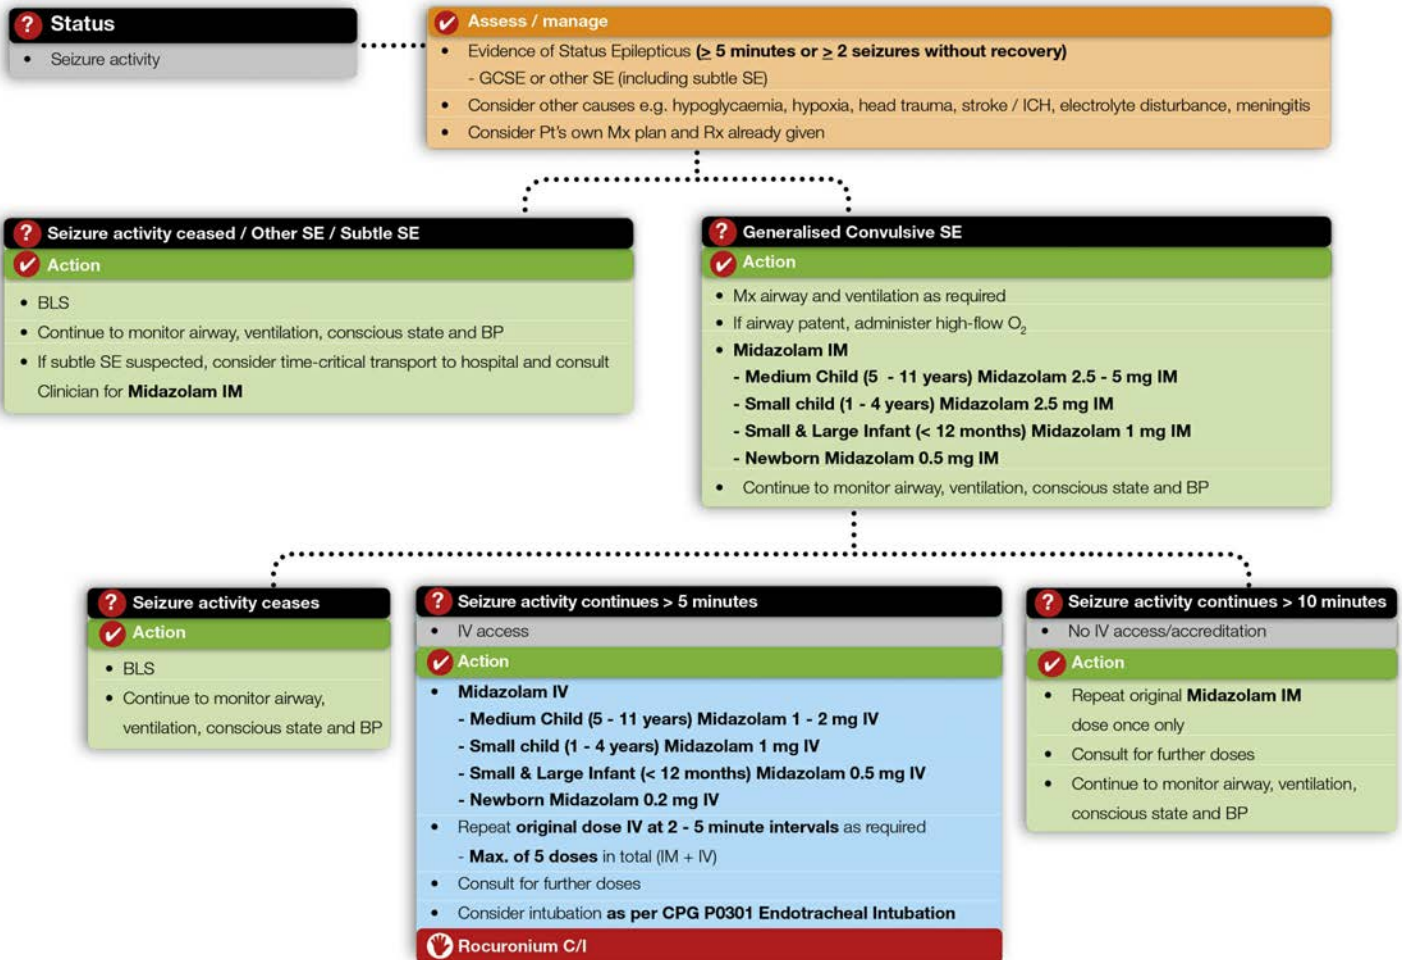 Status
• Seizure activity
Assess / manage
• Evidence of Status Epilepticus (≥ 5 minutes or ≥ 2 seizures without recovery)
- GCSE or other SE (including subtle SE)
• Consider other causes e.g. hypoglycaemia, hypoxia, head trauma, stroke / ICH, electrolyte disturbance, meningitis
• Consider Pt's own Mx plan and Rx already given
? Seizure activity ceased / Other SE / Subtle SE
Action
• BLS
• Continue to monitor airway, ventilation, conscious state and BP
• If subtle SE suspected, consider time-critical transport to hospital and consult
Clinician for Midazolam IM
? Generalised Convulsive SE
Action
• Mx airway and ventilation as required
• If airway patent, administer high-flow O₂
• Midazolam IM
- Medium Child (5 - 11 years) Midazolam 2.5 - 5 mg IM
- Small child (1 - 4 years) Midazolam 2.5 mg IM
- Small & Large Infant (< 12 months) Midazolam 1 mg IM
- Newborn Midazolam 0.5 mg IM
• Continue to monitor airway, ventilation, conscious state and BP
? Seizure activity ceases
Action
• BLS
• Continue to monitor airway,
ventilation, conscious state and BP
? Seizure activity continues > 5 minutes
• IV access
Action
• Midazolam IV
- Medium Child (5 - 11 years) Midazolam 1 - 2 mg IV
- Small child (1 - 4 years) Midazolam 1 mg IV
- Small & Large Infant (< 12 months) Midazolam 0.5 mg IV
- Newborn Midazolam 0.2 mg IV
• Repeat original dose IV at 2 - 5 minute intervals as required
- Max. of 5 doses in total (IM + IV)
• Consult for further doses
• Consider intubation as per CPG P0301 Endotracheal Intubation
Rocuronium C/I
? Seizure activity continues > 10 minutes
• No IV access/accreditation
Action
• Repeat original Midazolam IM
dose once only
• Consult for further doses
• Continue to monitor airway, ventilation,
conscious state and BP